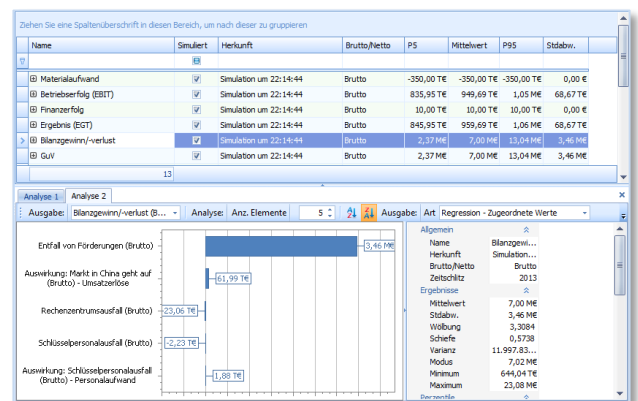 Ziehen Sie eine Spaltenüberschrift in diesen Bereich, um nach dieser zu gruppieren
Name Simuliert Herkunft Brutto/Netto P5 Mittelwert P95 Stdabw.
Materialaufwand Simulation um 22:14:44 Brutto -350,00 T€ -350,00 T€ -350,00 T€ 0,00 €
Betriebserfolg (EBIT) Simulation um 22:14:44 Brutto 835,95 T€ 949,69 T€ 1,05 M€ 68,67 T€
Finanzerfolg Simulation um 22:14:44 Brutto 10,00 T€ 10,00 T€ 10,00 T€ 0,00 €
Ergebnis (EGT) Simulation um 22:14:44 Brutto 845,95 T€ 959,69 T€ 1,06 M€ 68,67 T€
Bilanzgewinn/-verlust Simulation um 22:14:44 Brutto 2,37 M€ 7,00 M€ 13,04 M€ 3,46 M€
GuV Simulation um 22:14:44 Brutto 2,37 M€ 7,00 M€ 13,04 M€ 3,46 M€
13
Analyse 1 Analyse 2
Ausgabe: Bilanzgewinn/-verlust (B... Analyse: Anz. Elemente 5 Ausgabe: Art Regression - Zugeordnete Werte
Entfall von Förderungen (Brutto) 3,46 M€
Auswirkung: Markt in China geht auf (Brutto) - Umsatzerlöse 61,99 T€
Rechenzentrumsausfall (Brutto) -23,06 T€
Schlüsselpersonalausfall (Brutto) -2,23 T€
Auswirkung: Schlüsselpersonalausfall (Brutto) - Personalaufwand 1,88 T€
Allgemein
Name Bilanzgewi...
Herkunft Simulation...
Brutto/Netto Brutto
Zeitschlitz 2013
Ergebnisse
Mittelwert 7,00 M€
Stdabw. 3,46 M€
Wölbung 3,3084
Schiefe 0,5738
Varianz 11.997.83...
Modus 7,02 M€
Minimum 644,04 T€
Maximum 23,08 M€
Perzentile